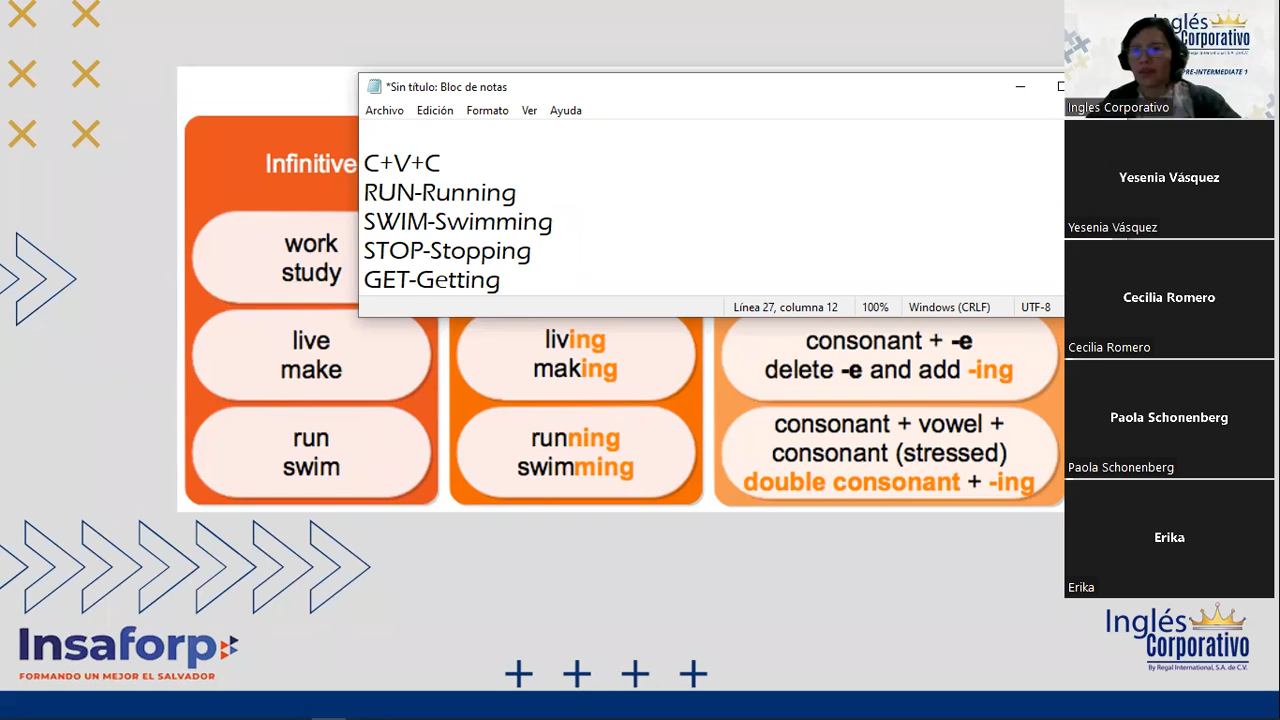 *Sin título: Bloc de notas
Archivo Edición Formato Ver Ayuda
C+V+C
RUN-Running
SWIM-Swimming
STOP-Stopping
GET-Getting
Línea 27, columna 12 100% Windows (CRLF) UTF-8
Infinitive
work
study
live
make
living
making
consonant + -e
delete -e and add -ing
run
swim
running
swimming
consonant + vowel +
consonant (stressed)
double consonant + -ing
Inglés
Corporativo
PRE-INTERMEDIATE 1
Ingles Corporativo
Yesenia Vásquez
Yesenia Vásquez
Cecilia Romero
Cecilia Romero
Paola Schonenberg
Paola Schonenberg
Erika
Erika
Insaforp
FORMANDO UN MEJOR EL SALVADOR
Inglés
Corporativo
By Regal International, S.A. de C.V.